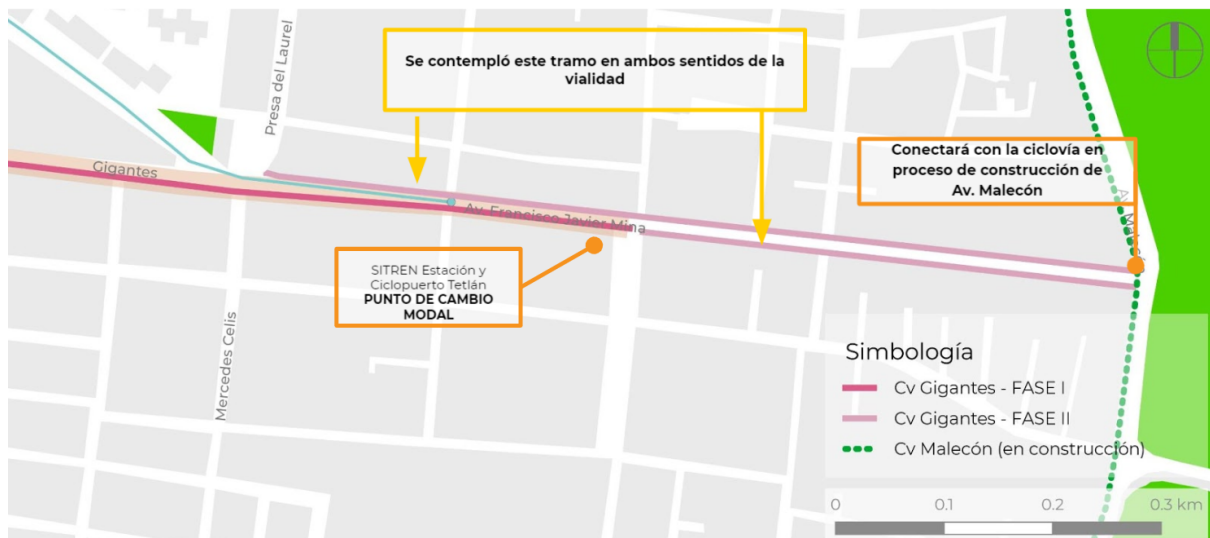 Presa del Laurel
Se contempló este tramo en ambos sentidos de la
vialidad
Conectará con la ciclovía en
proceso de construcción de
Av. Malecón
Gigantes
Av. Francisco Javier Mina
Av. Malecón
SITREN Estación y
Ciclopuerto Tetlán
PUNTO DE CAMBIO
MODAL
Mercedes Celis
Simbología
Cv Gigantes - FASE I
Cv Gigantes - FASE II
Cv Malecón (en construcción)
0 0.1 0.2 0.3 km